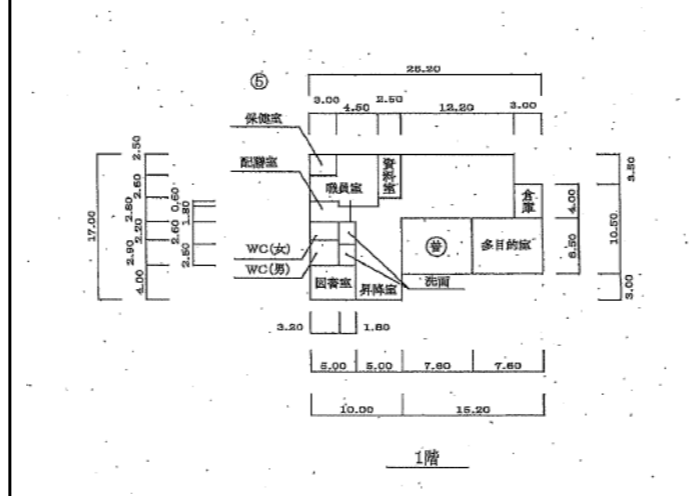 ⑤
25.20
3.00 4.50 2.50 12.20 3.00
保健室
配膳室
職員室
資料室
倉庫
普
多目的室
WC(女)
WC(男)
図書室
昇降室
洗面
17.00
2.50
2.60
2.80
2.20
2.90
4.00
0.60
1.80
2.60
2.50
4.00
6.50
3.50
10.50
3.00
3.20 1.80
5.00 5.00 7.60 7.60
10.00 15.20
1階